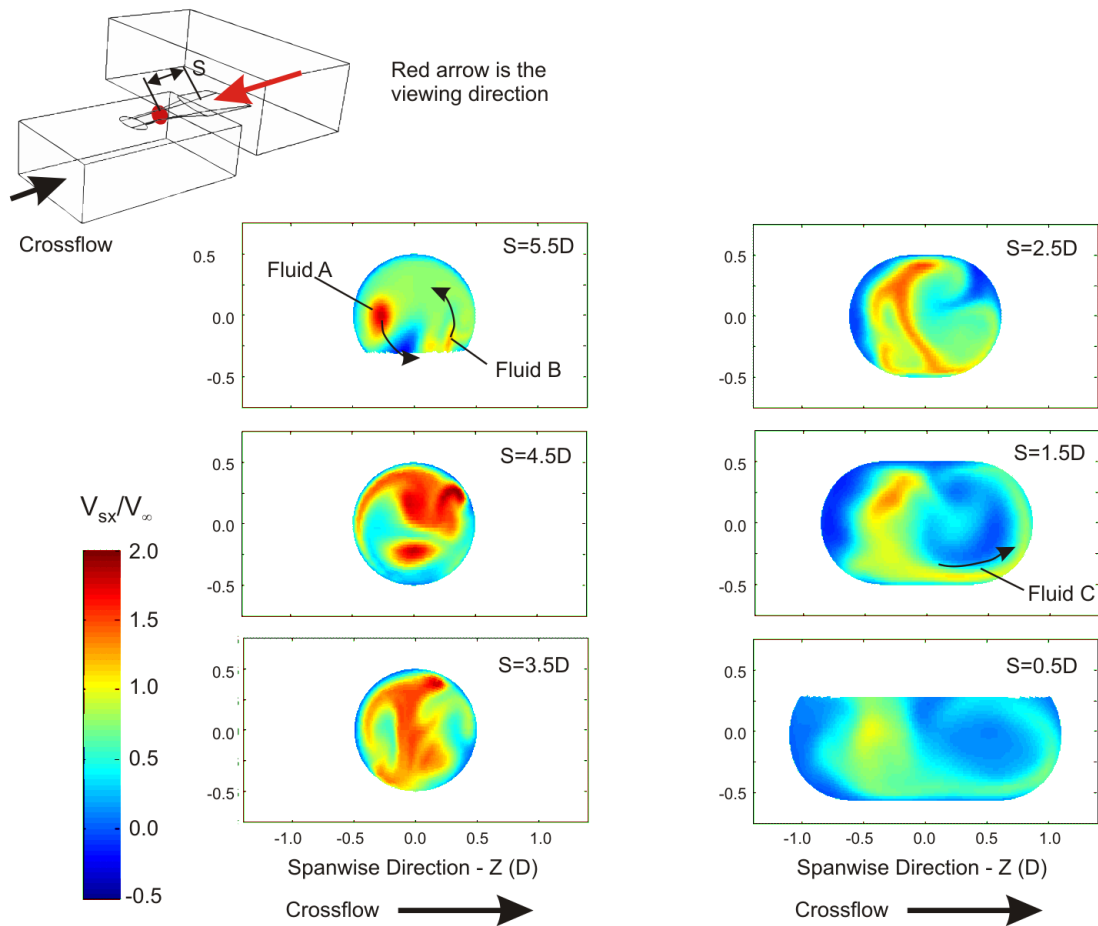 S
Red arrow is the
viewing direction
Crossflow
S=5.5D
Fluid A
Fluid B
0.5
0.0
-0.5
S=2.5D
0.5
0.0
-0.5
S=4.5D
0.5
0.0
-0.5
S=1.5D
Fluid C
0.5
0.0
-0.5
Vsx/V∞
2.0
1.5
1.0
0.5
0.0
-0.5
S=3.5D
0.5
0.0
-0.5
-1.0 -0.5 0.0 0.5 1.0
Spanwise Direction - Z (D)
Crossflow
S=0.5D
0.5
0.0
-0.5
-1.0 -0.5 0.0 0.5 1.0
Spanwise Direction - Z (D)
Crossflow